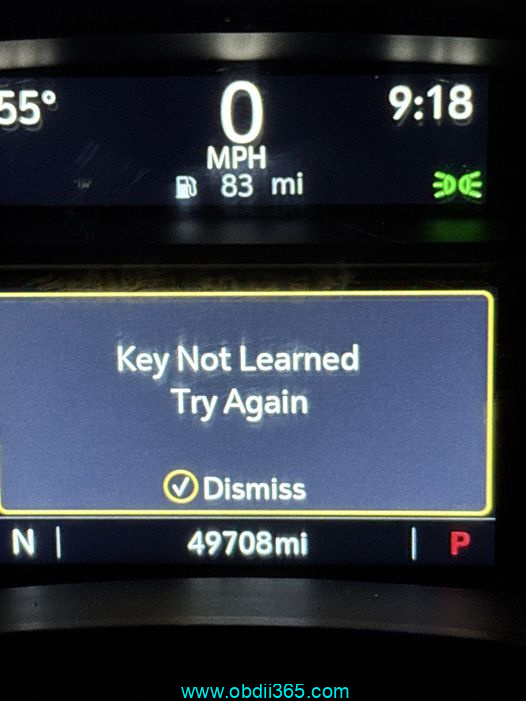 55°
0
MPH
83 mi
9:18
Key Not Learned
Try Again
Dismiss
N
49708mi
P
www.obdii365.com